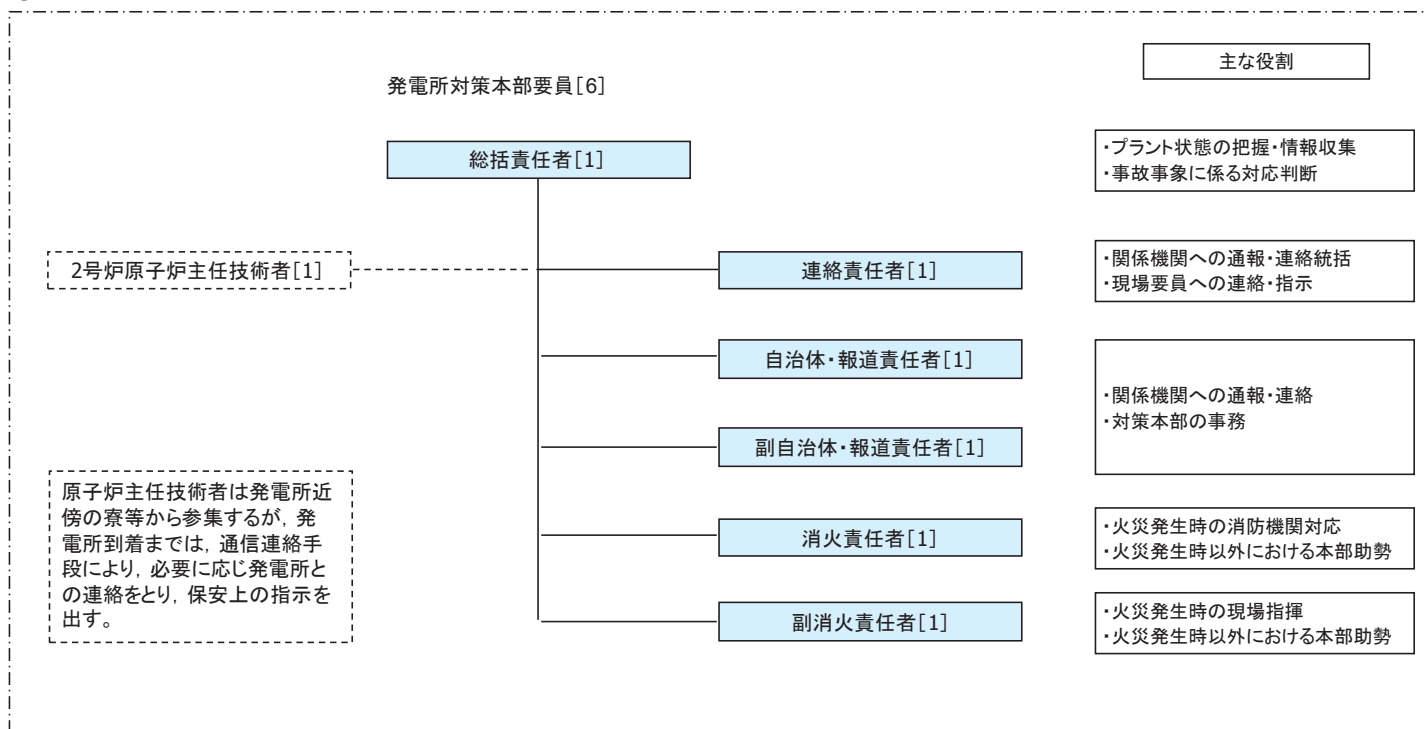 主な役割
発電所対策本部要員[6]
総括責任者[1]
・プラント状態の把握・情報収集
・事故事象に係る対応判断
2号炉原子炉主任技術者[1]
連絡責任者[1]
・関係機関への通報・連絡統括
・現場要員への連絡・指示
自治体・報道責任者[1]
副自治体・報道責任者[1]
・関係機関への通報・連絡
・対策本部の事務
原子炉主任技術者は発電所近
傍の寮等から参集するが，発
電所到着までは，通信連絡手
段により，必要に応じ発電所と
の連絡をとり，保安上の指示を
出す。
消火責任者[1]
・火災発生時の消防機関対応
・火災発生時以外における本部助勢
副消火責任者[1]
・火災発生時の現場指揮
・火災発生時以外における本部助勢